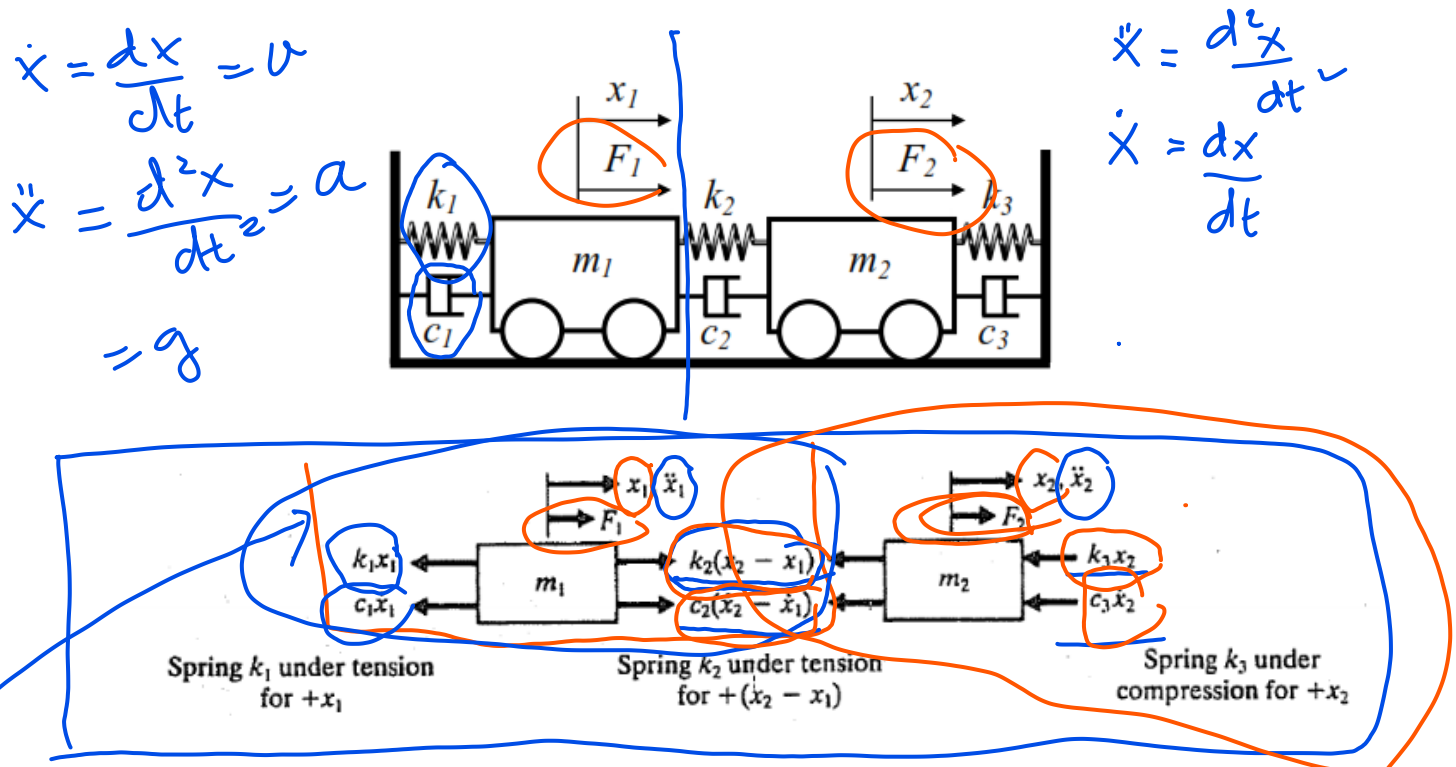 ẋ = dx/dt = v
ẍ = d²x/dt² = a
= g
ẍ = d²x/dt²
ẋ = dx/dt
x₁ x₂
F₁ F₂
k₁ k₂ k₃
m₁ m₂
c₁ c₂ c₃
x₁ ẍ₁ x₂, ẍ₂
F₁ F₂
k₁x₁ k₂(x₂ − x₁) k₃x₂
m₁ m₂
c₁ẋ₁ c₂(ẋ₂ − ẋ₁) c₃ẋ₂
Spring k₁ under tension
for +x₁
Spring k₂ under tension
for +(x₂ − x₁)
Spring k₃ under
compression for +x₂